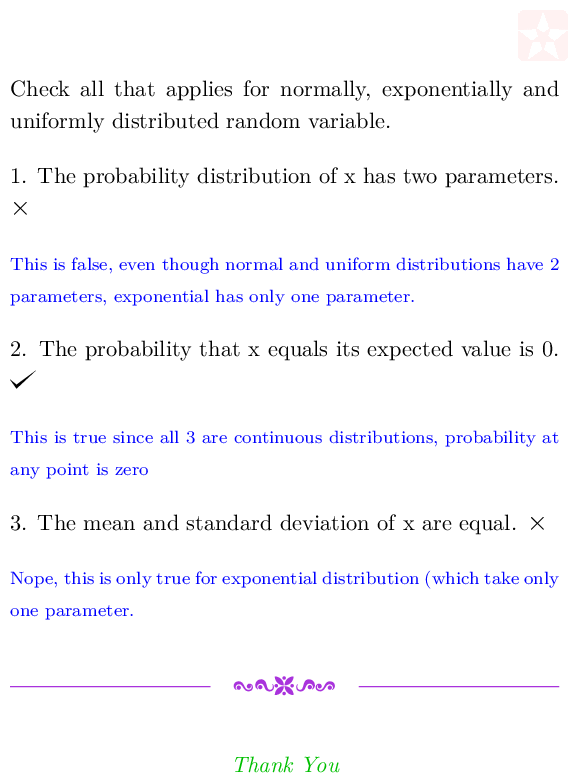 Check all that applies for normally, exponentially and
uniformly distributed random variable.
1. The probability distribution of x has two parameters.
×
This is false, even though normal and uniform distributions have 2
parameters, exponential has only one parameter.
2. The probability that x equals its expected value is 0.
✓
This is true since all 3 are continuous distributions, probability at
any point is zero
3. The mean and standard deviation of x are equal. ×
Nope, this is only true for exponential distribution (which take only
one parameter.
Thank You